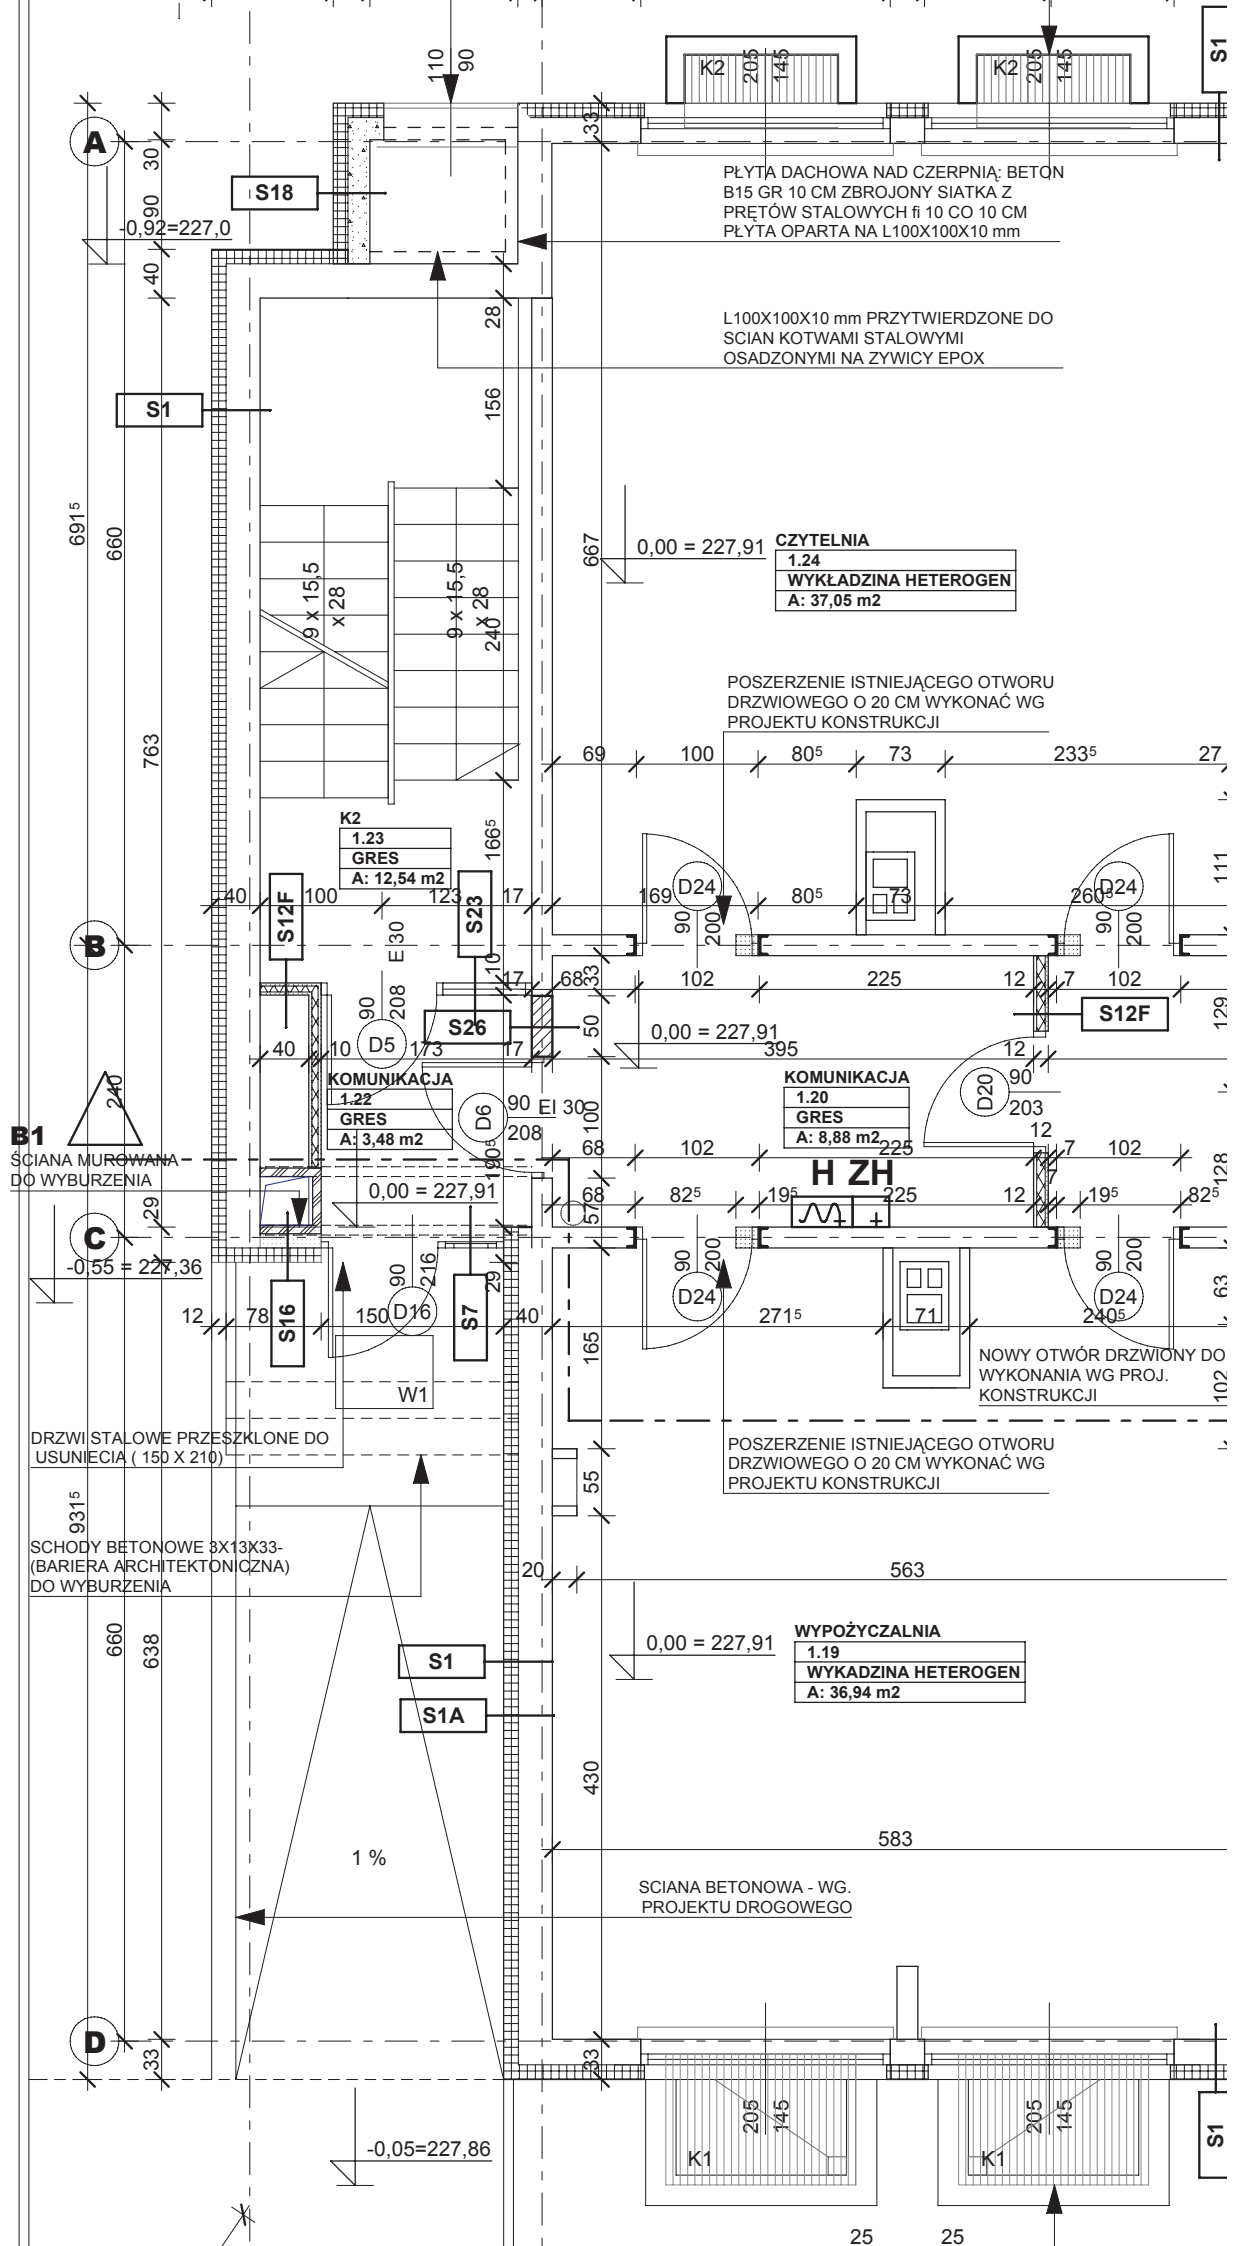 110
90
K2
205
145
K2
205
145
S1
A
33
30
S18
PŁYTA DACHOWA NAD CZERPNIĄ: BETON
B15 GR 10 CM ZBROJONY SIATKA Z
PRĘTÓW STALOWYCH fi 10 CO 10 CM
PŁYTA OPARTA NA L100X100X10 mm
90
-0,92=227,0
40
28
L100X100X10 mm PRZYTWIERDZONE DO
SCIAN KOTWAMI STALOWYMI
OSADZONYMI NA ZYWICY EPOX
S1
156
691⁵
660
667
0,00 = 227,91
CZYTELNIA
1.24
WYKŁADZINA HETEROGEN
A: 37,05 m2
9 x 15,5
x 28
9 x 15,5
x 28
240
POSZERZENIE ISTNIEJĄCEGO OTWORU
DRZWIOWEGO O 20 CM WYKONAĆ WG
PROJEKTU KONSTRUKCJI
763
69
100
80⁵
73
233⁵
27
K2
1.23
GRES
A: 12,54 m2
166⁵
111
40
100
123
17
169
80⁵
73
260⁵
D24
90
200
D24
90
200
S12F
S23
EI 30
B
10
17
68
33
102
225
12
7
102
90
208
S26
50
0,00 = 227,91
S12F
129
D5
40
10
173
17
395
12
KOMUNIKACJA
1.22
GRES
A: 3,48 m2
D6
90
208
EI 30
100
KOMUNIKACJA
1.20
GRES
A: 8,88 m2
D20
90
203
240
B1
ŚCIANA MUROWANA
DO WYBURZENIA
190⁵
68
102
225
12
7
102
128
H ZH
0,00 = 227,91
29
57
68
82⁵
19⁵
225
12
7
19⁵
82⁵
C
-0,55 = 227,36
90
216
D16
S16
S7
29
90
200
D24
90
200
D24
63
12
78
150
40
165
271⁵
71
240⁵
NOWY OTWÓR DRZWIONY DO
WYKONANIA WG PROJ.
KONSTRUKCJI
102
W1
DRZWI STALOWE PRZESZKLONE DO
USUNIECIA ( 150 X 210)
POSZERZENIE ISTNIEJĄCEGO OTWORU
DRZWIOWEGO O 20 CM WYKONAĆ WG
PROJEKTU KONSTRUKCJI
55
931⁵
SCHODY BETONOWE 3X13X33-
(BARIERA ARCHITEKTONICZNA)
DO WYBURZENIA
20
563
660
638
S1
0,00 = 227,91
WYPOŻYCZALNIA
1.19
WYKADZINA HETEROGEN
A: 36,94 m2
S1A
430
583
1 %
SCIANA BETONOWA - WG.
PROJEKTU DROGOWEGO
D
33
33
205
145
K1
205
145
K1
S1
-0,05=227,86
25
25